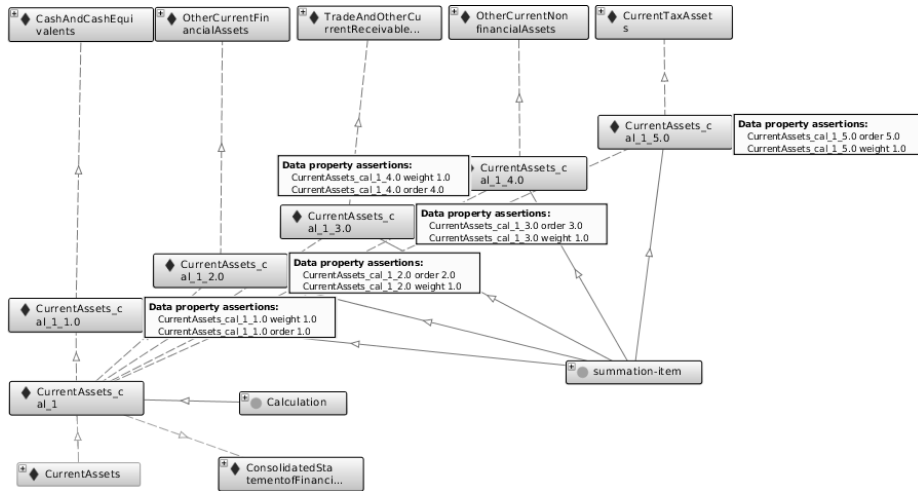 CashAndCashEqui
valents
OtherCurrentFin
ancialAssets
TradeAndOtherCu
rrentReceivable...
OtherCurrentNon
financialAssets
CurrentTaxAsset
s
CurrentAssets_c
al_1_5.0
Data property assertions:
CurrentAssets_cal_1_5.0 order 5.0
CurrentAssets_cal_1_5.0 weight 1.0
Data property assertions:
CurrentAssets_cal_1_4.0 weight 1.0
CurrentAssets_cal_1_4.0 order 4.0
CurrentAssets_c
al_1_4.0
CurrentAssets_c
al_1_3.0
Data property assertions:
CurrentAssets_cal_1_3.0 order 3.0
CurrentAssets_cal_1_3.0 weight 1.0
CurrentAssets_c
al_1_2.0
Data property assertions:
CurrentAssets_cal_1_2.0 order 2.0
CurrentAssets_cal_1_2.0 weight 1.0
CurrentAssets_c
al_1_1.0
Data property assertions:
CurrentAssets_cal_1_1.0 weight 1.0
CurrentAssets_cal_1_1.0 order 1.0
summation-item
CurrentAssets_c
al_1
Calculation
CurrentAssets
ConsolidatedSta
tementofFinanci...